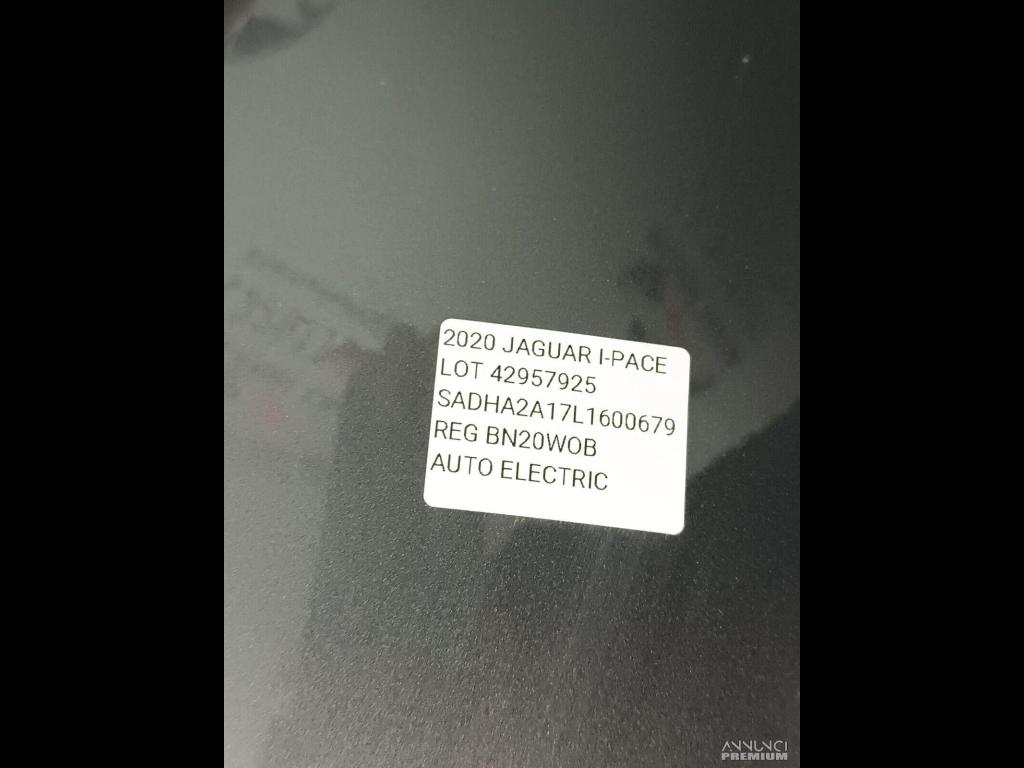 2020 JAGUAR I-PACE
LOT 42957925
SADHA2A17L1600679
REG BN20WOB
AUTO ELECTRIC
ANNUNCI
PREMIUM